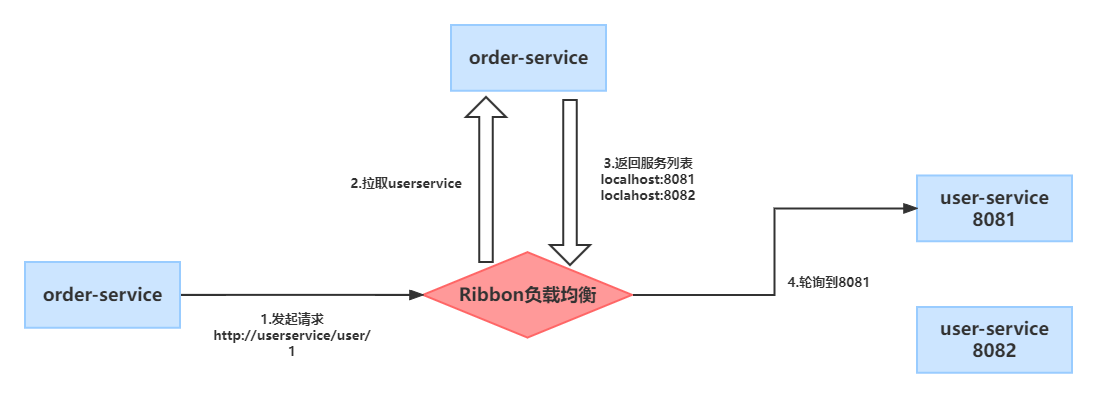 order-service
2.拉取userservice
3.返回服务列表
localhost:8081
loclahost:8082
user-service
8081
order-service
Ribbon负载均衡
4.轮询到8081
1.发起请求
http://userservice/user/
1
user-service
8082